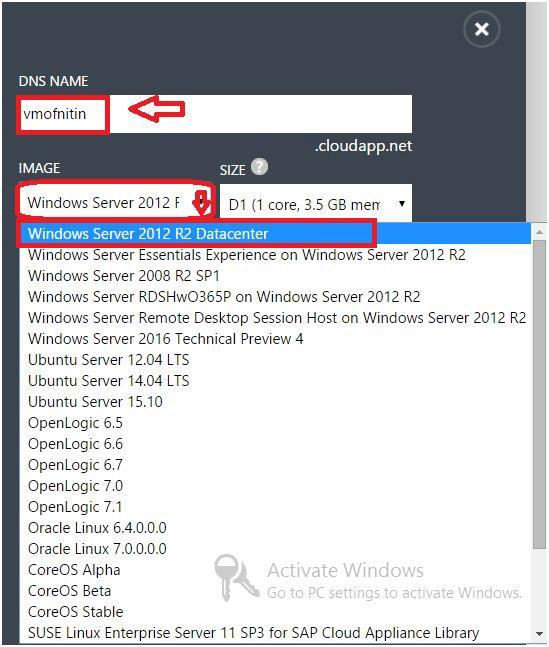 DNS NAME
vmofnitin
.cloudapp.net
IMAGE
SIZE ?
Windows Server 2012 F
D1 (1 core, 3.5 GB mem
Windows Server 2012 R2 Datacenter
Windows Server Essentials Experience on Windows Server 2012 R2
Windows Server 2008 R2 SP1
Windows Server RDSHwO365P on Windows Server 2012 R2
Windows Server Remote Desktop Session Host on Windows Server 2012 R2
Windows Server 2016 Technical Preview 4
Ubuntu Server 12.04 LTS
Ubuntu Server 14.04 LTS
Ubuntu Server 15.10
OpenLogic 6.5
OpenLogic 6.6
OpenLogic 6.7
OpenLogic 7.0
OpenLogic 7.1
Oracle Linux 6.4.0.0.0
Oracle Linux 7.0.0.0.0
CoreOS Alpha
CoreOS Beta
CoreOS Stable
SUSE Linux Enterprise Server 11 SP3 for SAP Cloud Appliance Library
Activate Windows
Go to PC settings to activate Windows.